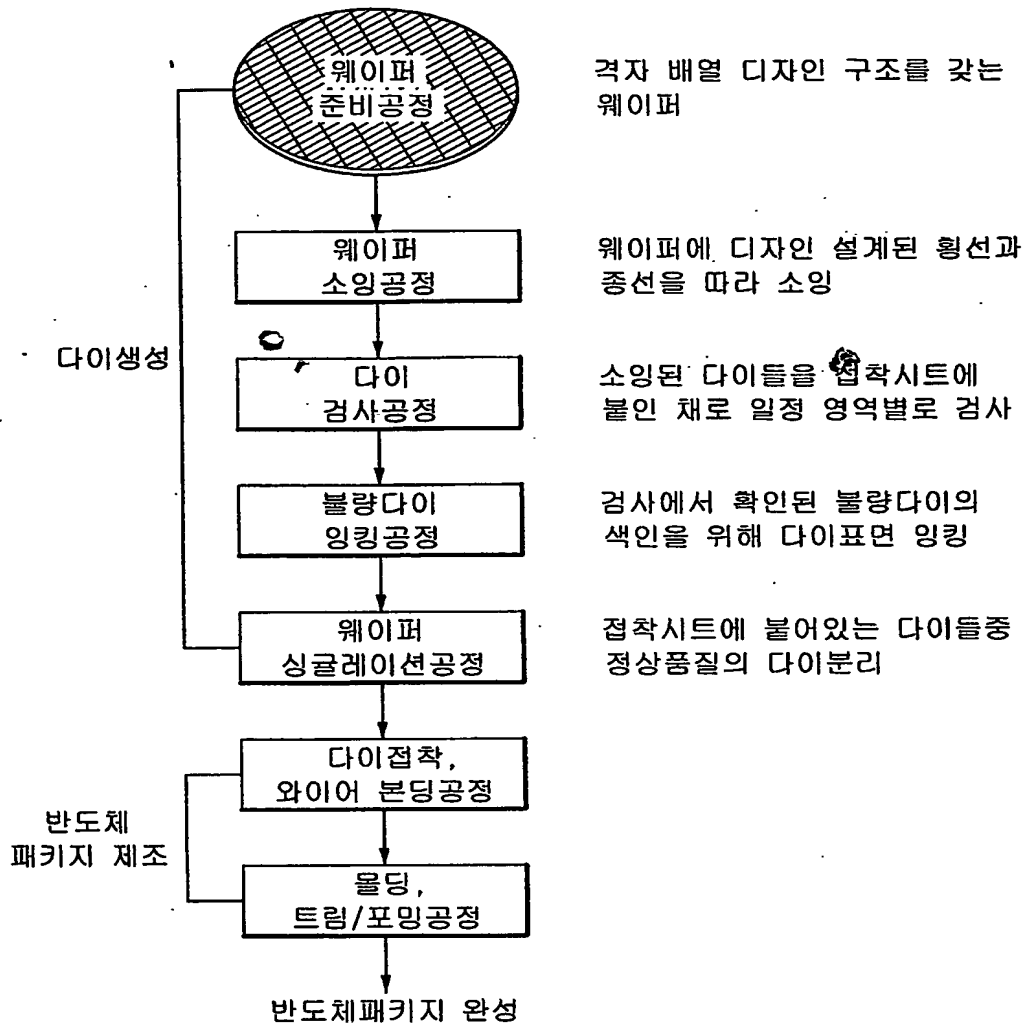 웨이퍼
준비공정
격자 배열 디자인 구조를 갖는
웨이퍼
웨이퍼
소잉공정
웨이퍼에 디자인 설계된 횡선과
종선을 따라 소잉
다이생성
다이
검사공정
소잉된 다이들을 접착시트에
붙인 채로 일정 영역별로 검사
불량다이
잉킹공정
검사에서 확인된 불량다이의
색인을 위해 다이표면 잉킹
웨이퍼
싱귤레이션공정
접착시트에 붙어있는 다이들중
정상품질의 다이분리
다이접착,
와이어 본딩공정
반도체
패키지 제조
몰딩,
트림/포밍공정
반도체패키지 완성